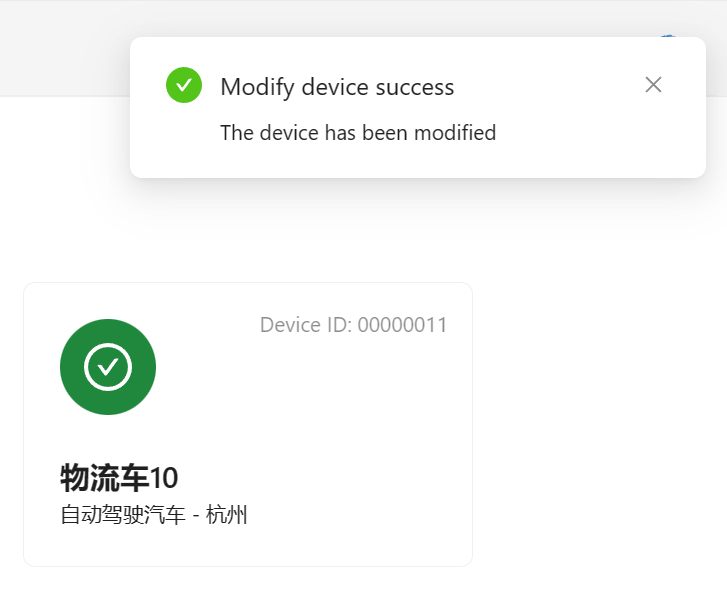 Modify device success
The device has been modified
Device ID: 00000011
物流车10
自动驾驶汽车 - 杭州